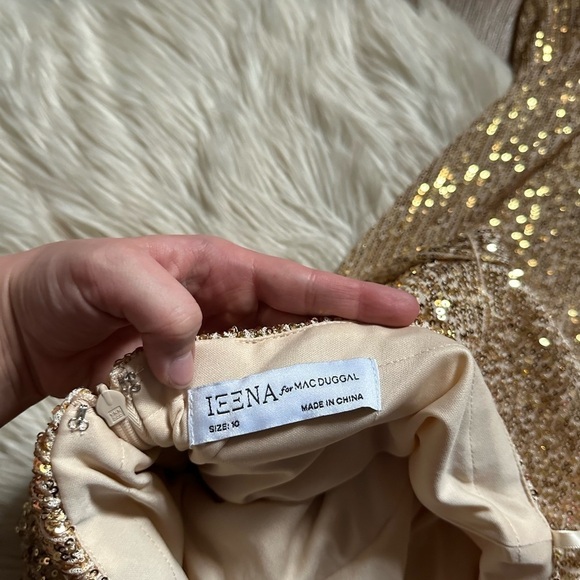 IEENA for MAC DUGGAL
SIZE: 10 MADE IN CHINA